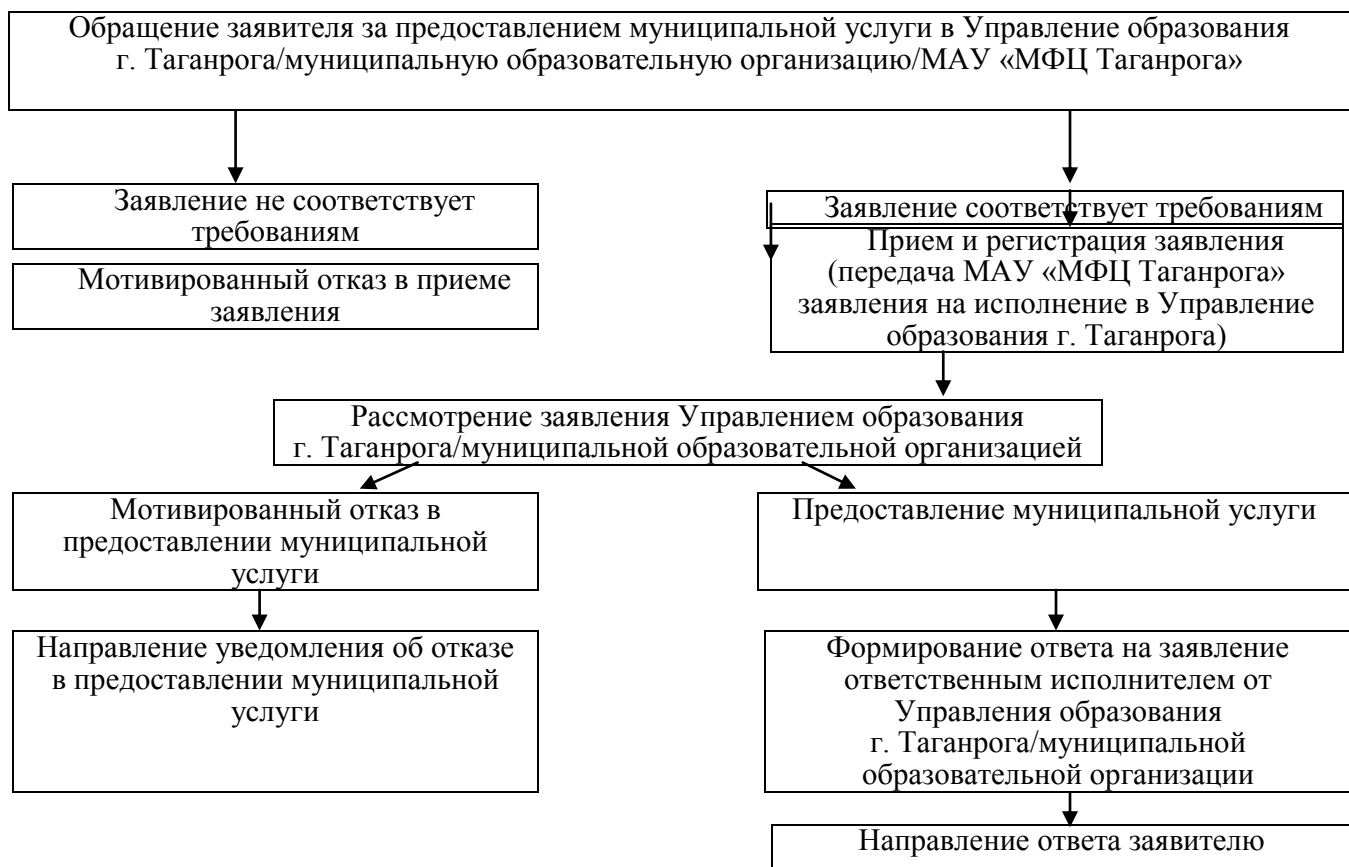 Обращение заявителя за предоставлением муниципальной услуги в Управление образования
г. Таганрога/муниципальную образовательную организацию/МАУ «МФЦ Таганрога»
Заявление не соответствует
требованиям
Мотивированный отказ в приеме
заявления
Заявление соответствует требованиям
Прием и регистрация заявления
(передача МАУ «МФЦ Таганрога»
заявления на исполнение в Управление
образования г. Таганрога)
Рассмотрение заявления Управлением образования
г. Таганрога/муниципальной образовательной организацией
Мотивированный отказ в
предоставлении муниципальной
услуги
Предоставление муниципальной услуги
Направление уведомления об отказе
в предоставлении муниципальной
услуги
Формирование ответа на заявление
ответственным исполнителем от
Управления образования
г. Таганрога/муниципальной
образовательной организации
Направление ответа заявителю